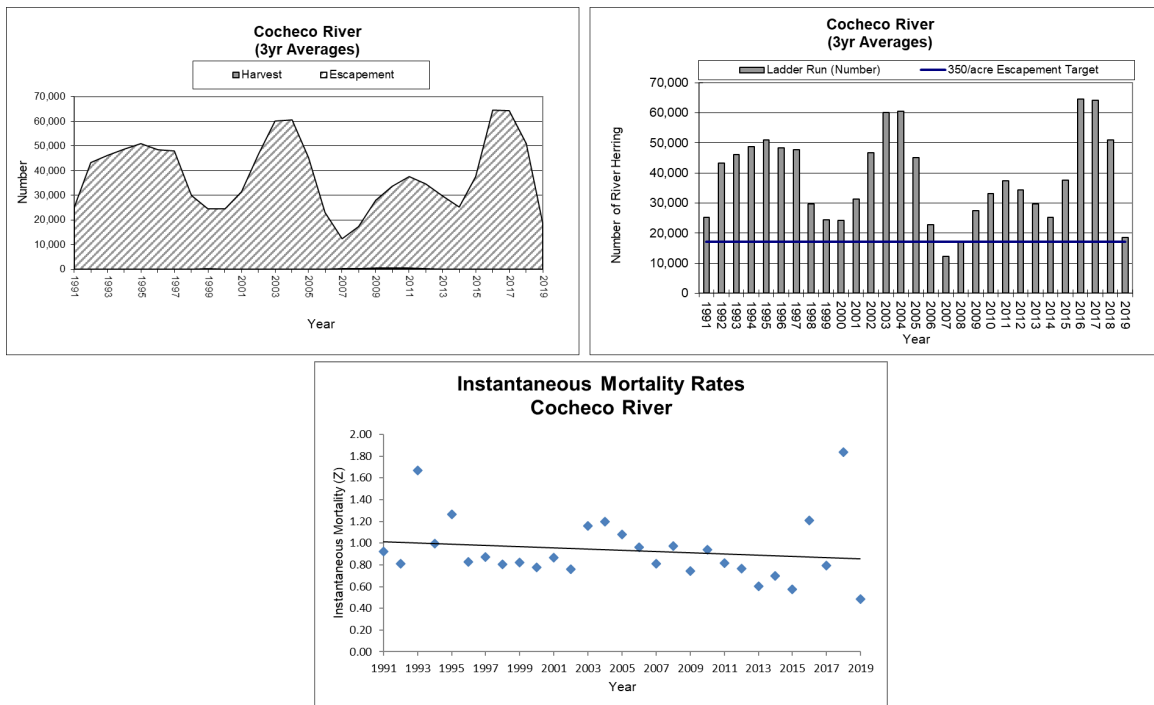 Cocheco River
(3yr Averages)
Harvest Escapement
Number
70,000
60,000
50,000
40,000
30,000
20,000
10,000
0
1991 1993 1995 1997 1999 2001 2003 2005 2007 2009 2011 2013 2015 2017 2019
Year
Cocheco River
(3yr Averages)
Ladder Run (Number) 350/acre Escapement Target
Number of River Herring
70,000
60,000
50,000
40,000
30,000
20,000
10,000
0
1991 1992 1993 1994 1995 1996 1997 1998 1999 2000 2001 2002 2003 2004 2005 2006 2007 2008 2009 2010 2011 2012 2013 2014 2015 2016 2017 2018 2019
Year
Instantaneous Mortality Rates
Cocheco River
Instantaneous Mortality (Z)
2.00
1.80
1.60
1.40
1.20
1.00
0.80
0.60
0.40
0.20
0.00
1991 1993 1995 1997 1999 2001 2003 2005 2007 2009 2011 2013 2015 2017 2019
Year